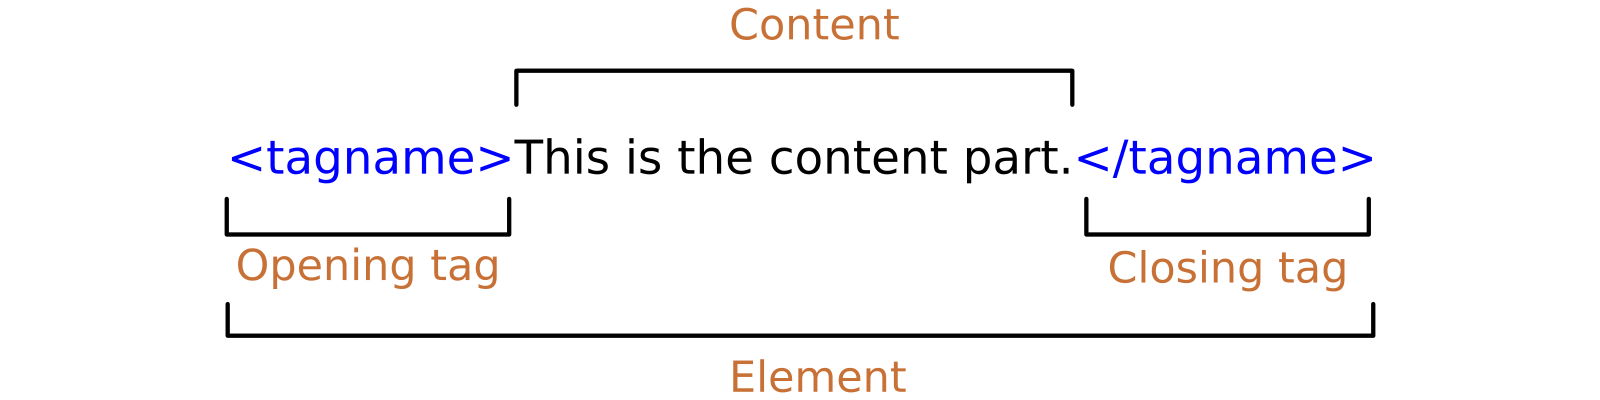 Content
<tagname>This is the content part.</tagname>
Opening tag
Closing tag
Element